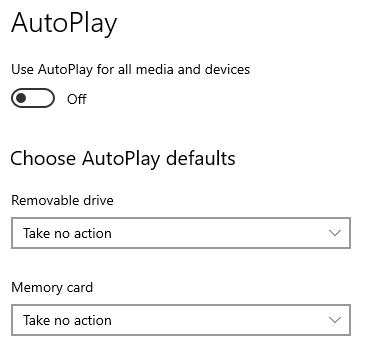 AutoPlay
Use AutoPlay for all media and devices
Off
Choose AutoPlay defaults
Removable drive
Take no action
Memory card
Take no action